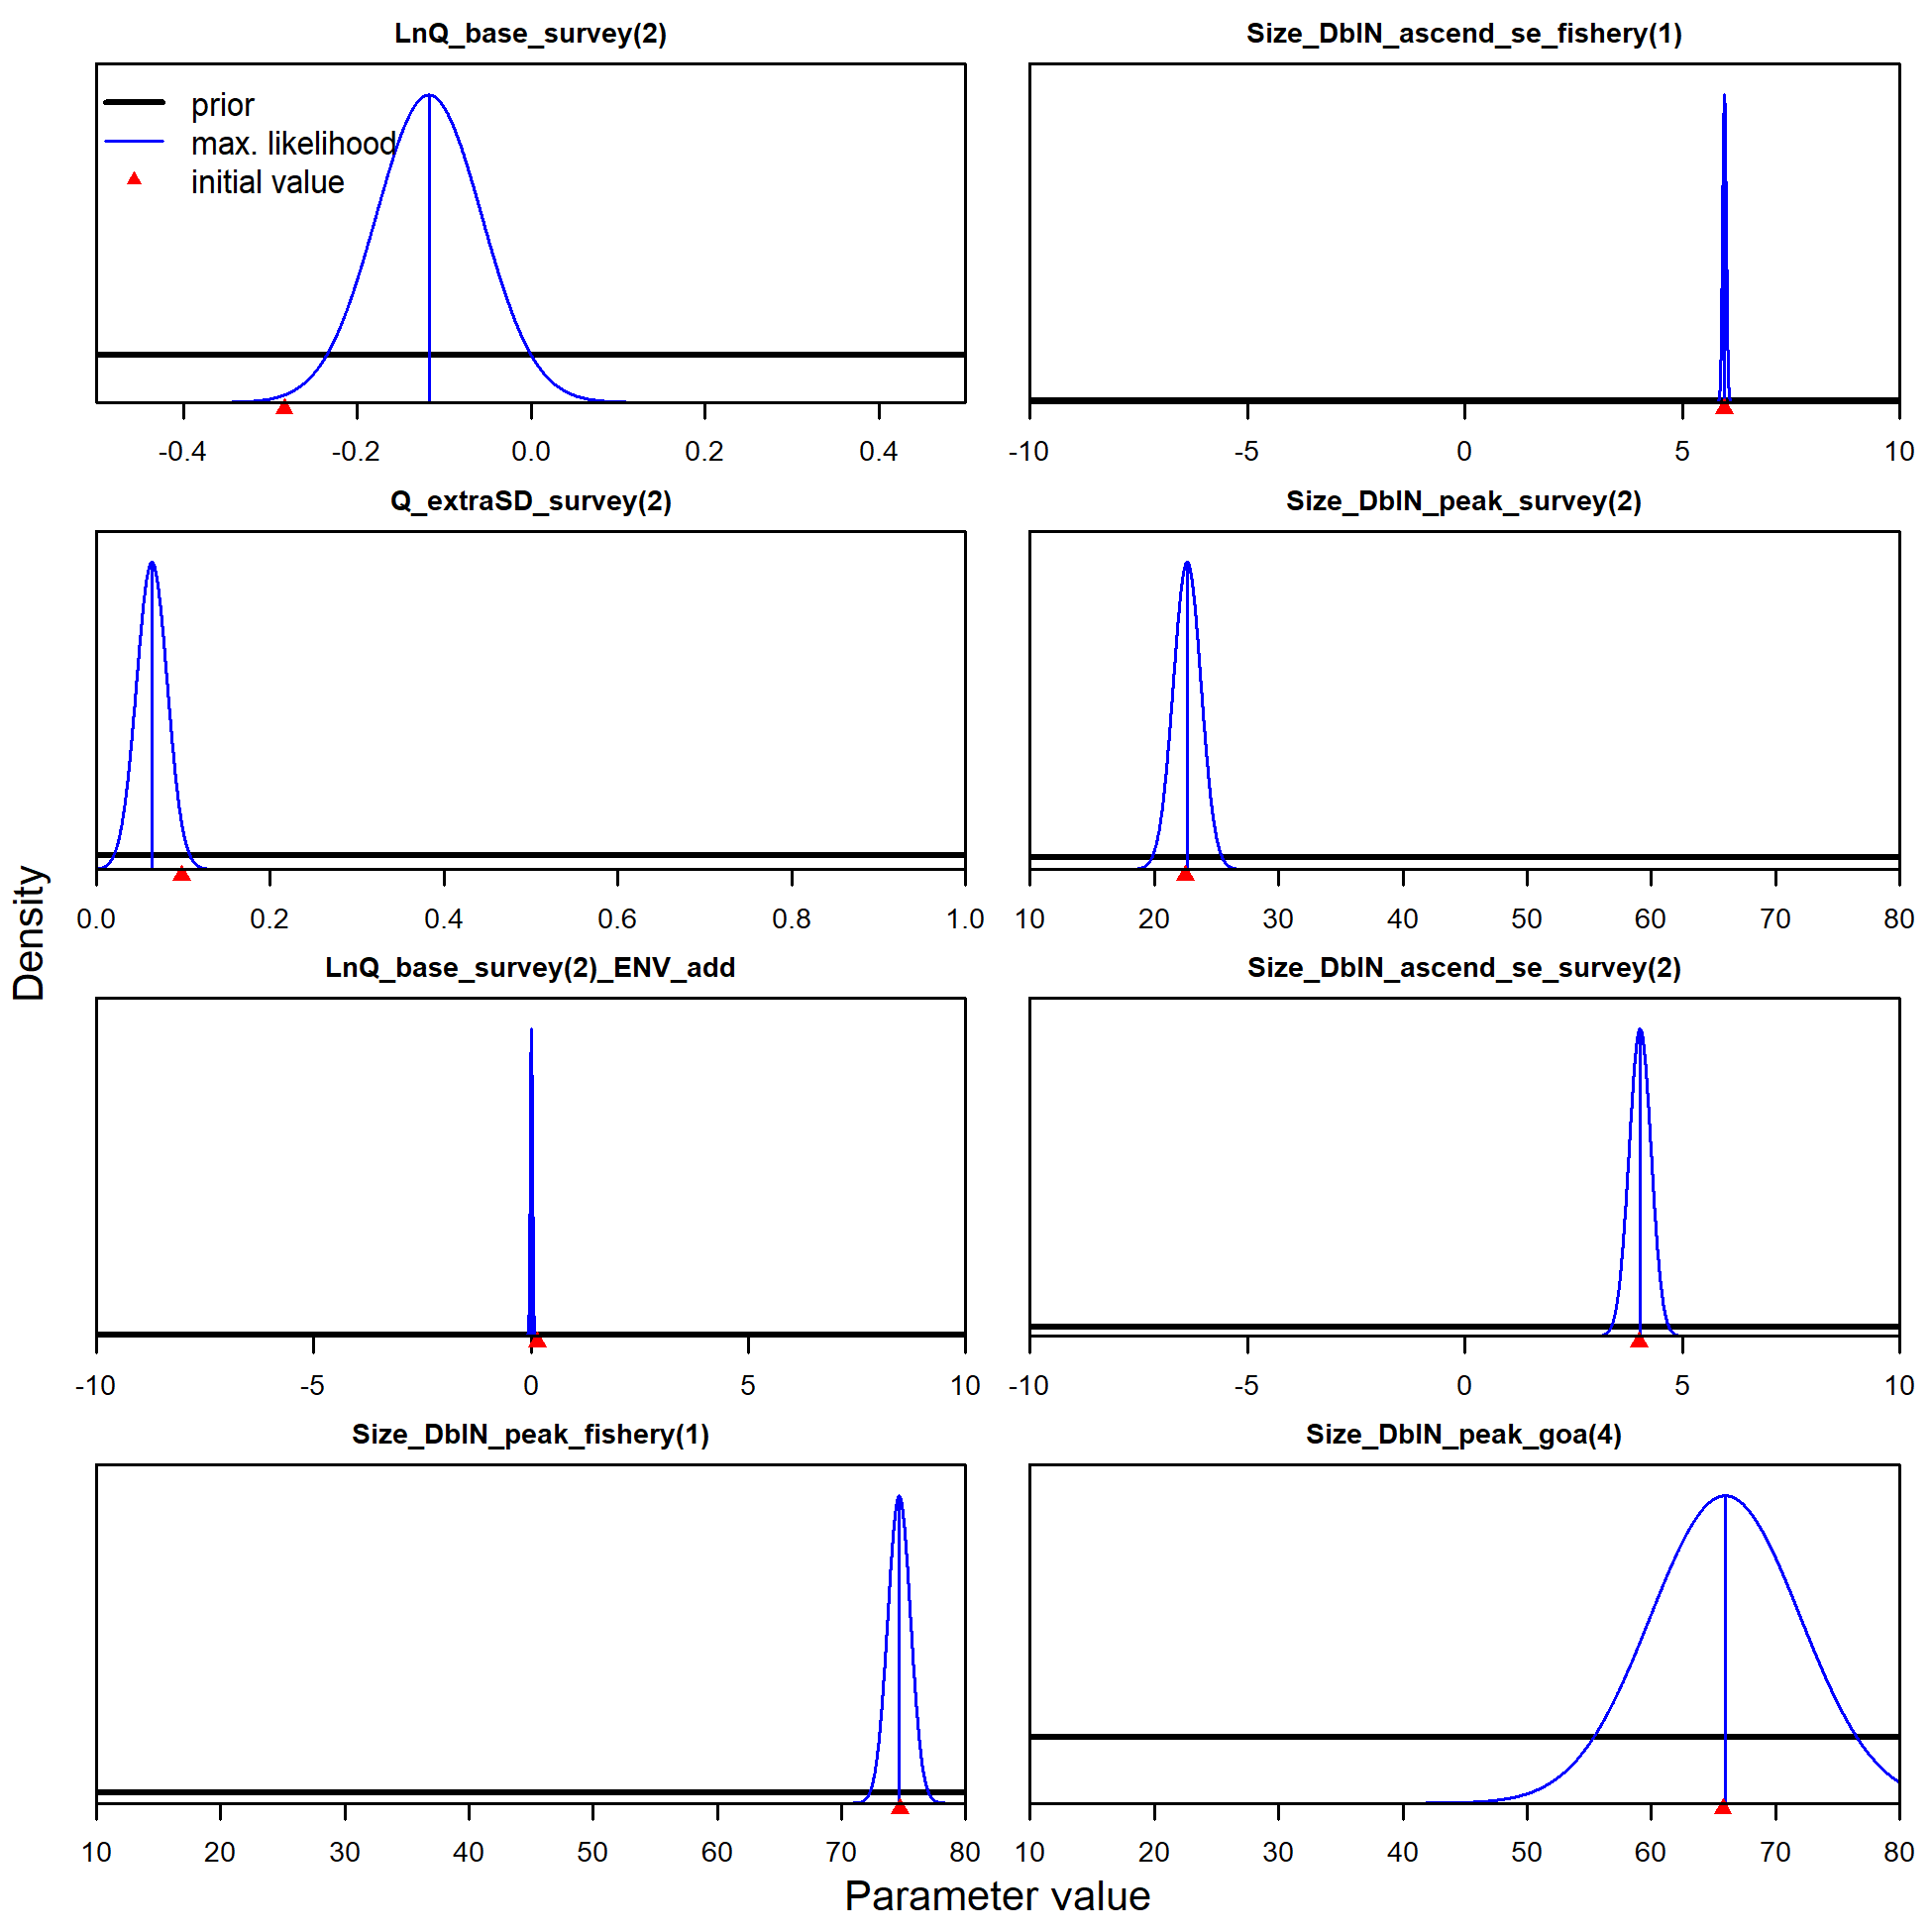 LnQ_base_survey(2)
prior
max. likelihood
initial value
-0.4 -0.2 0.0 0.2 0.4
Size_DblN_ascend_se_fishery(1)
-10 -5 0 5 10
Q_extraSD_survey(2)
0.0 0.2 0.4 0.6 0.8 1.0
Size_DblN_peak_survey(2)
10 20 30 40 50 60 70 80
LnQ_base_survey(2)_ENV_add
-10 -5 0 5 10
Size_DblN_ascend_se_survey(2)
-10 -5 0 5 10
Size_DblN_peak_fishery(1)
10 20 30 40 50 60 70 80
Size_DblN_peak_goa(4)
10 20 30 40 50 60 70 80
Density
Parameter value